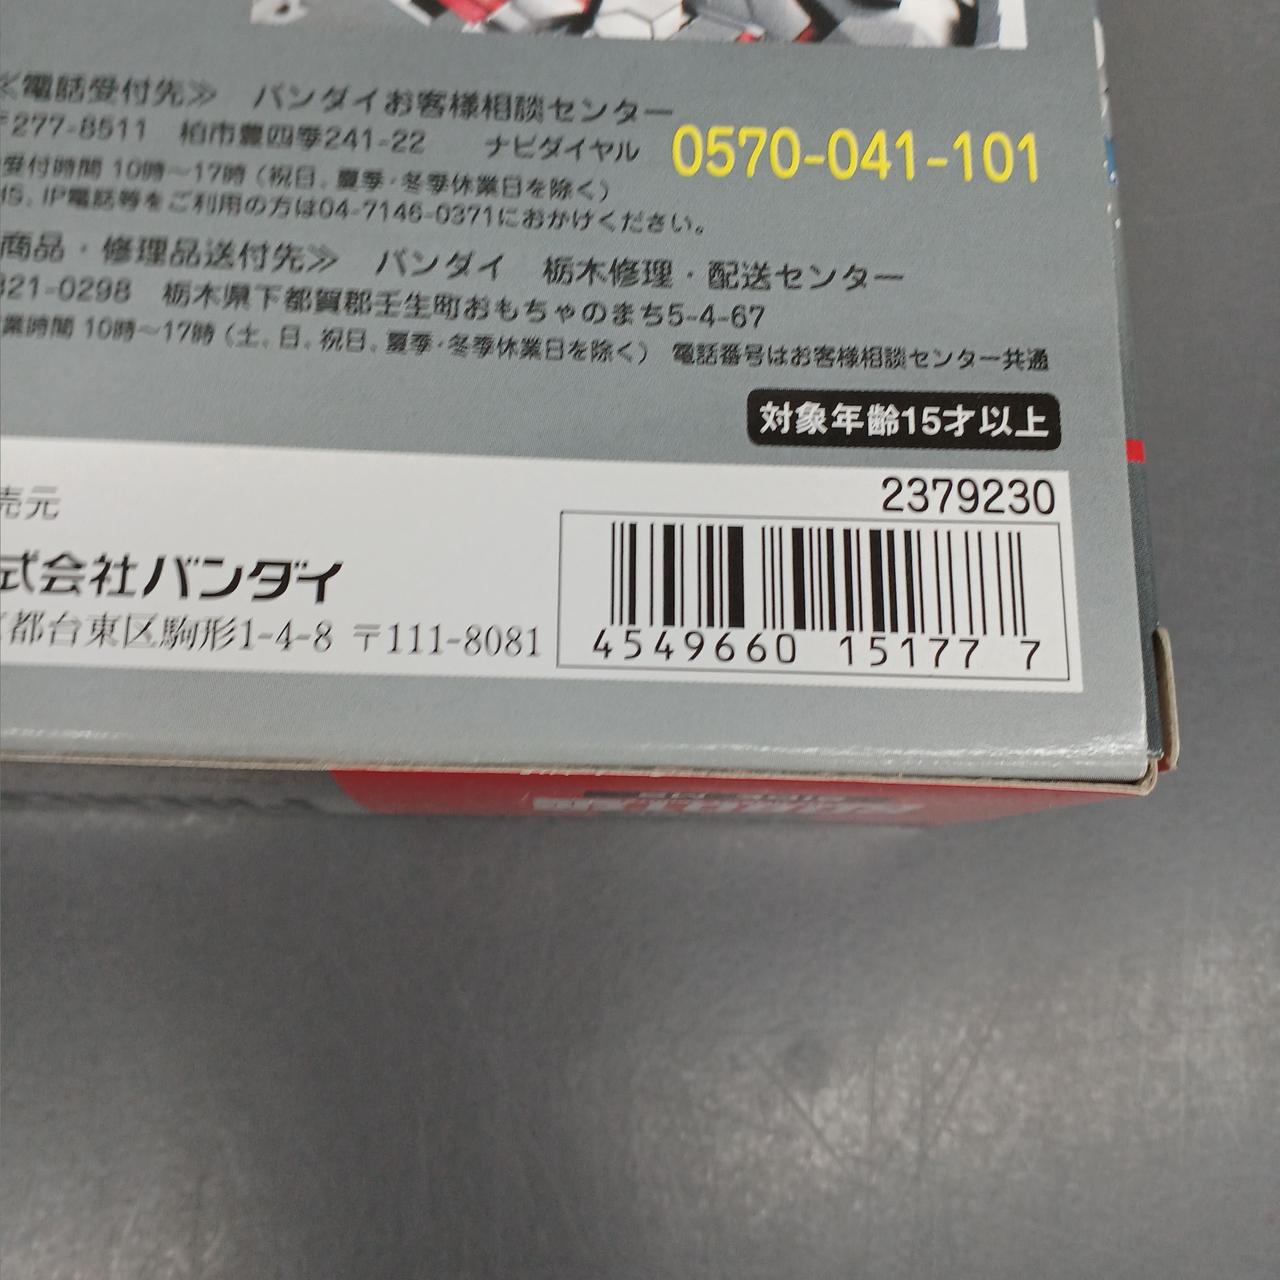 ≪電話受付先≫ バンダイお客様相談センター
〒277-8511 柏市豊四季241-22 ナビダイヤル 0570-041-101
受付時間 10時〜17時(祝日、夏季・冬季休業日を除く)
HS、IP電話等をご利用の方は04-7146-0371におかけください。
商品・修理品送付先≫ バンダイ 栃木修理・配送センター
321-0298 栃木県下都賀郡壬生町おもちゃのまち5-4-67
業時間 10時〜17時(土、日、祝日、夏季・冬季休業日を除く) 電話番号はお客様相談センター共通
対象年齢15才以上
売元
2379230
式会社バンダイ
都台東区駒形1-4-8 〒111-8081
4549660 15177 7